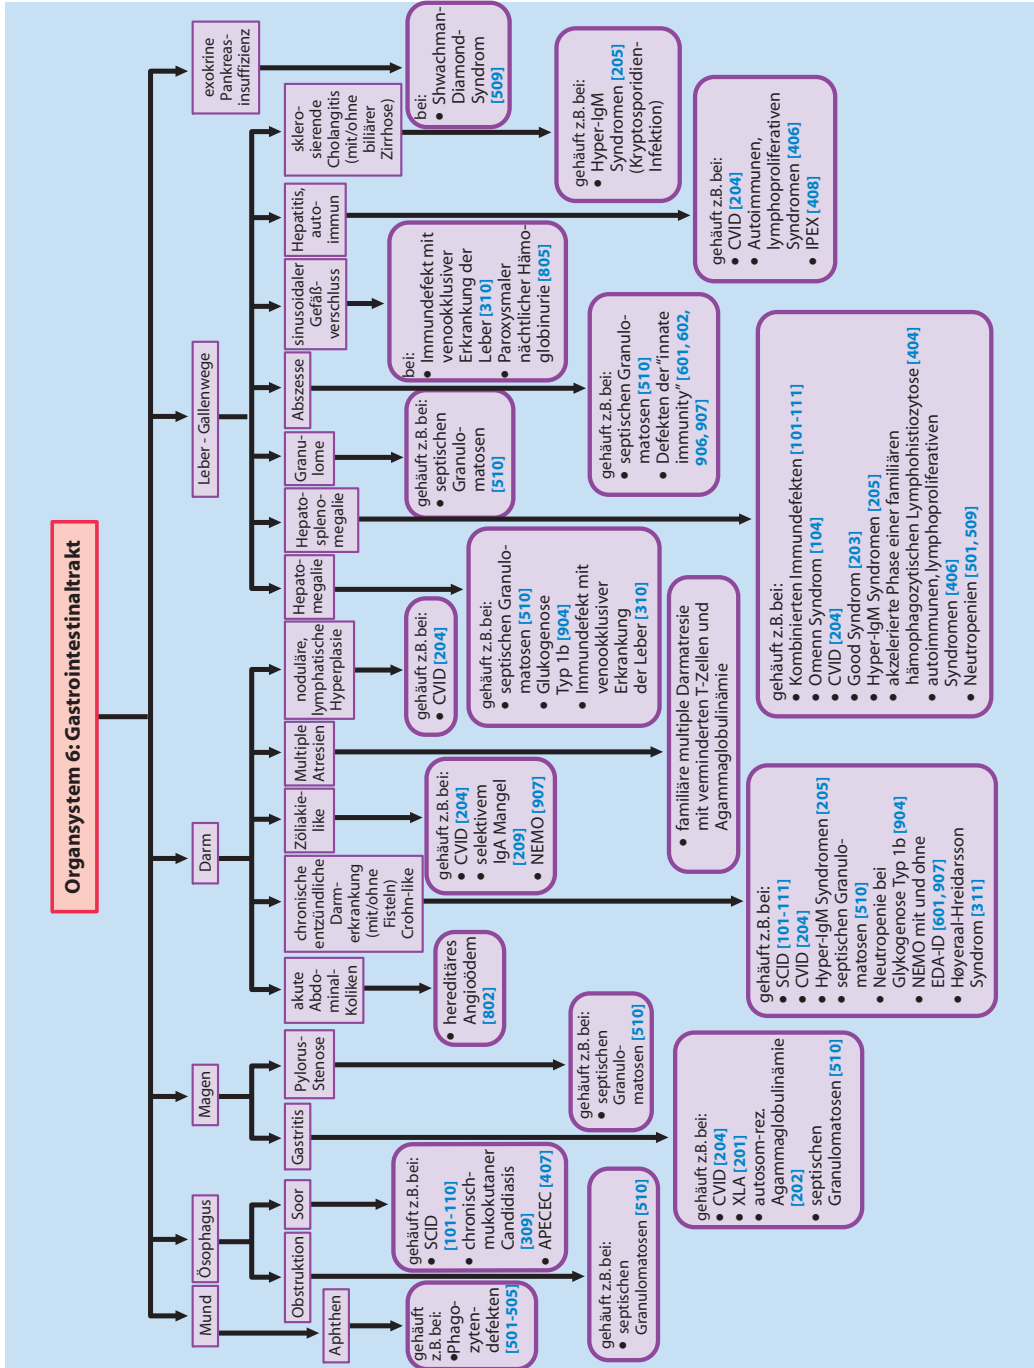 Organsystem 6: Gastrointestinaltrakt
Mund
Ösophagus
Magen
Darm
Leber - Gallenwege
exokrine
Pankreas-
insuffizienz
Aphthen
Obstruktion
Soor
Gastritis
Pylorus-
Stenose
akute
Abdo-
minal-
Koliken
chronische
entzündliche
Darm-
erkrankung
(mit/ohne
Fisteln)
Crohn-like
Zöliakie-
like
Multiple
Atresien
noduläre,
lymphatische
Hyperplasie
Hepato-
megalie
Hepato-
spleno-
megalie
Granu-
lome
Abszesse
sinusoidaler
Gefäß-
verschluss
Hepatitis,
auto-
immun
sklero-
sierende
Cholangitis
(mit/ohne
biliärer
Zirrhose)
gehäuft
z.B. bei:
•Phago-
zyten-
defekten
[501-505]
gehäuft z.B. bei:
• septischen
Granulomatosen [510]
gehäuft z.B. bei:
• SCID
[101-110]
• chronisch-
mukokutaner
Candidiasis
[309]
• APECEC [407]
gehäuft z.B. bei:
• CVID [204]
• XLA [201]
• autosom-rez.
Agammaglobulinämie
[202]
• septischen
Granulomatosen [510]
gehäuft z.B. bei:
• septischen
Granulo-
matosen [510]
• hereditäres
Angioödem
[802]
gehäuft z.B. bei:
• SCID [101-111]
• CVID [204]
• Hyper-IgM Syndromen [205]
• septischen Granulo-
matosen [510]
• Neutropenie bei
Glykogenose Typ 1b [904]
• NEMO mit und ohne
EDA-ID [601, 907]
• Høyeraal-Hreidarsson
Syndrom [311]
gehäuft z.B. bei:
• CVID [204]
• selektivem
IgA Mangel
[209]
• NEMO [907]
• familiäre multiple Darmatresie
mit verminderten T-Zellen und
Agammaglobulinämie
gehäuft z.B. bei:
• CVID [204]
gehäuft z.B. bei:
• septischen Granulo-
matosen [510]
• Glukogenose
Typ 1b [904]
• Immundefekt mit
venookklusiver
Erkrankung
der Leber [310]
gehäuft z.B. bei:
• Kombinierten Immundefekten [101-111]
• Omenn Syndrom [104]
• CVID [204]
• Good Syndrom [203]
• Hyper-IgM Syndromen [205]
• akzelerierte Phase einer familiären
hämophagozytischen Lymphohistiozytose [404]
• autoimmunen, lymphoproliferativen
Syndromen [406]
• Neutropenien [501, 509]
gehäuft z.B. bei:
• septischen
Granulo-
matosen
[510]
gehäuft z.B. bei:
• septischen Granulo-
matosen [510]
• Defekten der "innate
immunity" [601, 602,
906, 907]
bei:
• Immundefekt mit
venookklusiver
Erkrankung der
Leber [310]
• Paroxysmaler
nächtlicher Hämo-
globinurie [805]
gehäuft z.B. bei:
• CVID [204]
• Autoimmunen,
lymphoproliferativen
Syndromen [406]
• IPEX [408]
gehäuft z.B. bei:
• Hyper-IgM
Syndromen [205]
(Kryptosporidien-
Infektion)
bei:
• Shwachman-
Diamond-
Syndrom
[509]